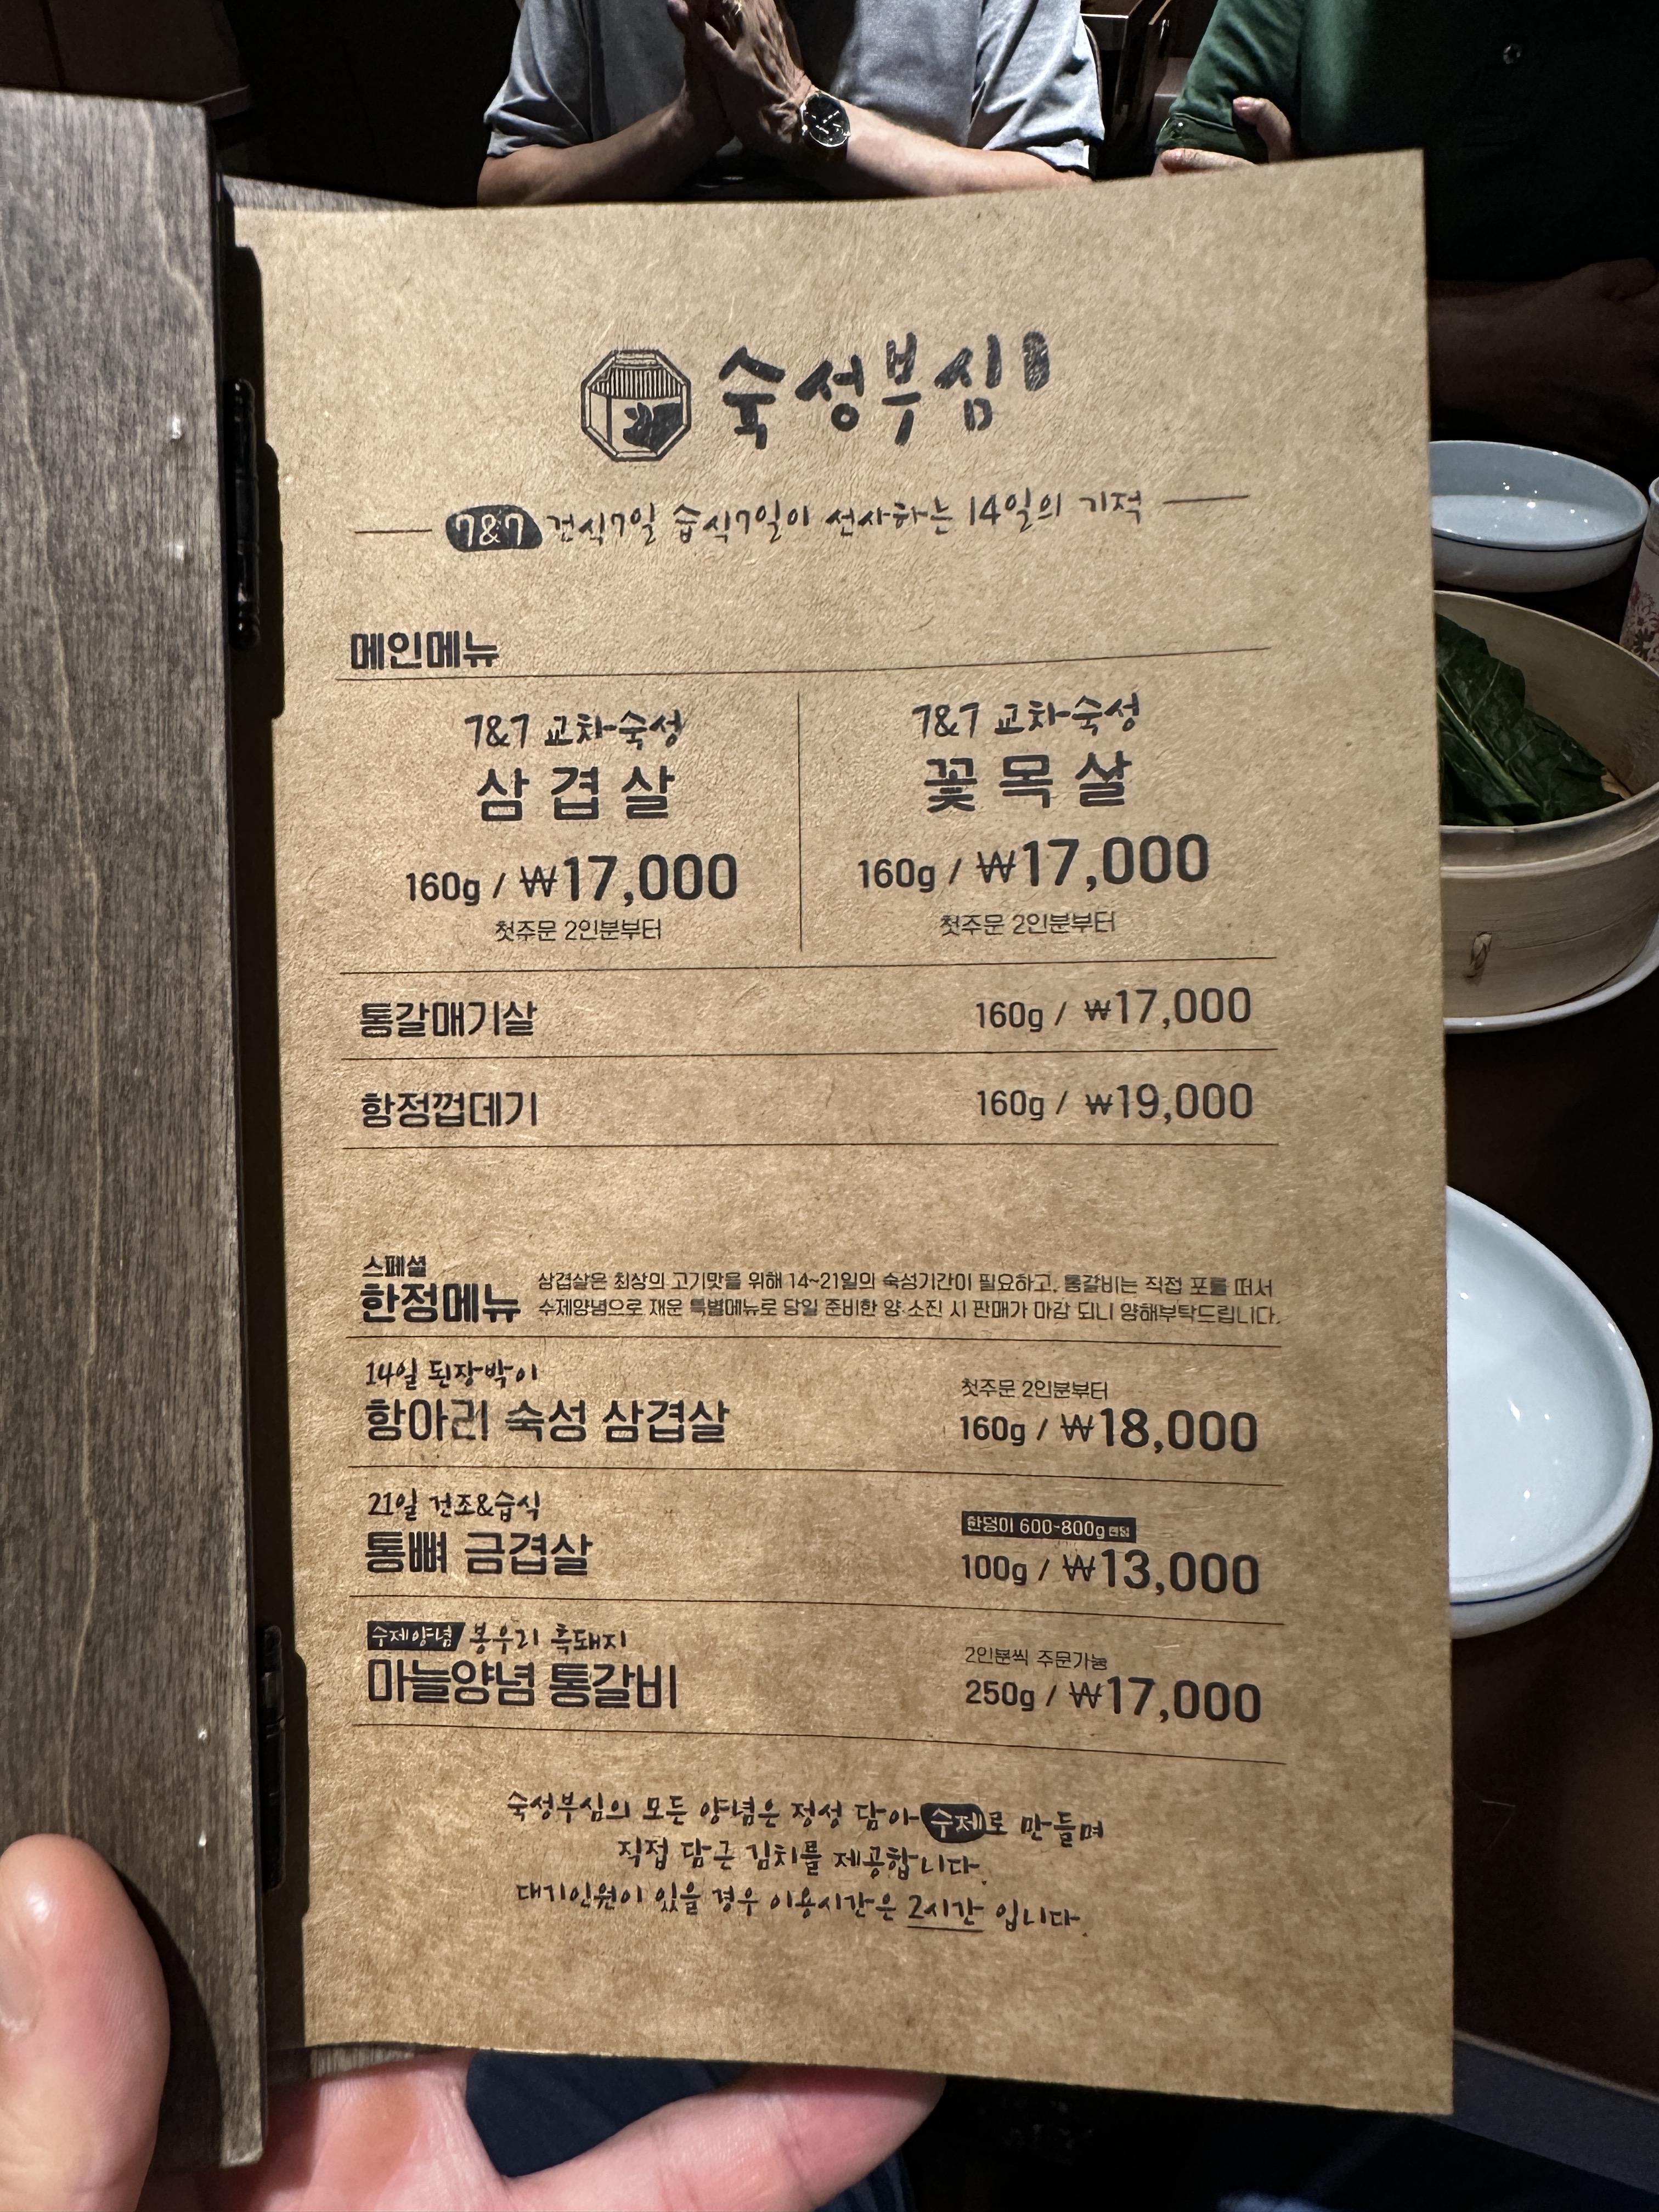 숙성부심
7&7 건식7일 습식7일이 선사하는 14일의 기적
메인메뉴
7&7 교차숙성
삼겹살
160g / ₩17,000
첫주문 2인분부터
7&7 교차숙성
꽃목살
160g / ₩17,000
첫주문 2인분부터
통갈매기살 160g / ₩17,000
항정껍데기 160g / ₩19,000
스페셜
한정메뉴
삼겹살은 최상의 고기맛을 위해 14~21일의 숙성기간이 필요하고, 통갈비는 직접 포를 떠서
수제양념으로 재운 특별메뉴로 당일 준비한 양 소진 시 판매가 마감 되니 양해부탁드립니다.
14일 된장박이
항아리 숙성 삼겹살
첫주문 2인분부터
160g / ₩18,000
21일 건조&습식
통뼈 금겹살
한덩이 600~800g 랜덤
100g / ₩13,000
수제양념 봉우리 흑돼지
마늘양념 통갈비
2인분씩 주문가능
250g / ₩17,000
숙성부심의 모든 양념은 정성 담아 수제로 만들며
직접 담근 김치를 제공합니다.
대기인원이 있을 경우 이용시간은 2시간 입니다.